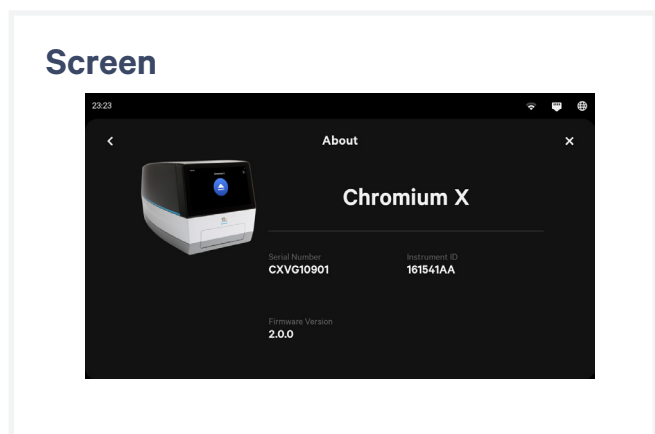 Screen
23:23
About
Chromium X
Serial Number Instrument ID
CXVG10901 161541AA
Firmware Version
2.0.0